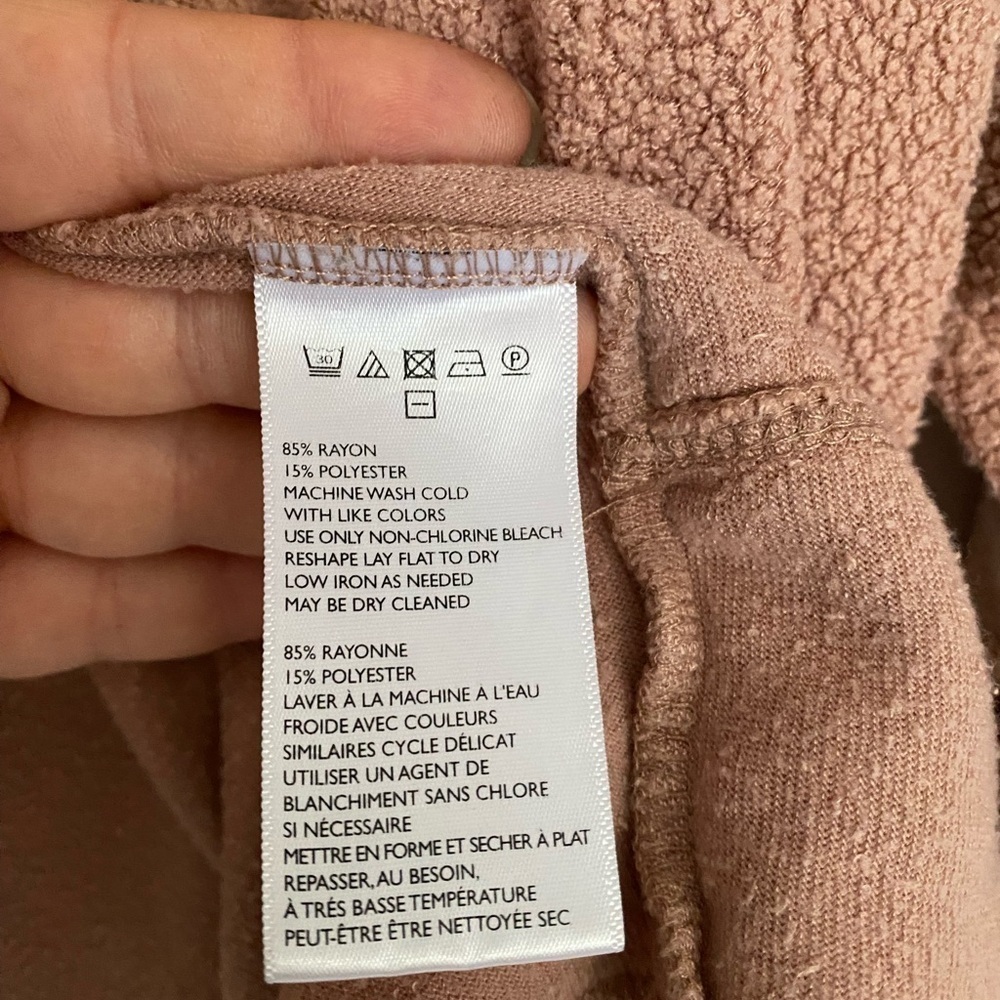 30 P
85% RAYON
15% POLYESTER
MACHINE WASH COLD
WITH LIKE COLORS
USE ONLY NON-CHLORINE BLEACH
RESHAPE LAY FLAT TO DRY
LOW IRON AS NEEDED
MAY BE DRY CLEANED
85% RAYONNE
15% POLYESTER
LAVER À LA MACHINE A L'EAU
FROIDE AVEC COULEURS
SIMILAIRES CYCLE DÉLICAT
UTILISER UN AGENT DE
BLANCHIMENT SANS CHLORE
SI NÉCESSAIRE
METTRE EN FORME ET SECHER À PLAT
REPASSER, AU BESOIN,
À TRÉS BASSE TEMPÉRATURE
PEUT-ÊTRE ÊTRE NETTOYÉE SEC